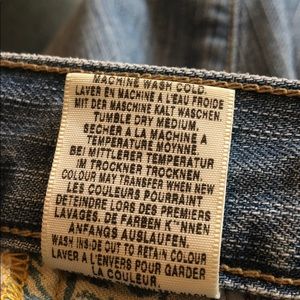 MACHINE WASH COLD.
LAVER EN MACHINE A L'EAU FROIDE
MIT DER MASCHINE KALT WASCHEN.
TUMBLE DRY MEDIUM.
SECHER A LA MACHINE A
TEMPERATURE MOYNNE.
BEI MITTLERER TEMPERATUR
IM TROCKNER TROCKNEN.
COLOUR MAY TRANSFER WHEN NEW
LES COULEURS POURRAINT
DETEINDRE LORS DES PREMIERS
LAVAGES, DE FARBEN K¨NNEN
ANFANGS AUSLAUFEN.
WASH INSIDE OUT TO RETAIN COLOUR
LAVER A L'ENVERS POUR GARDER
LA COULEUR.